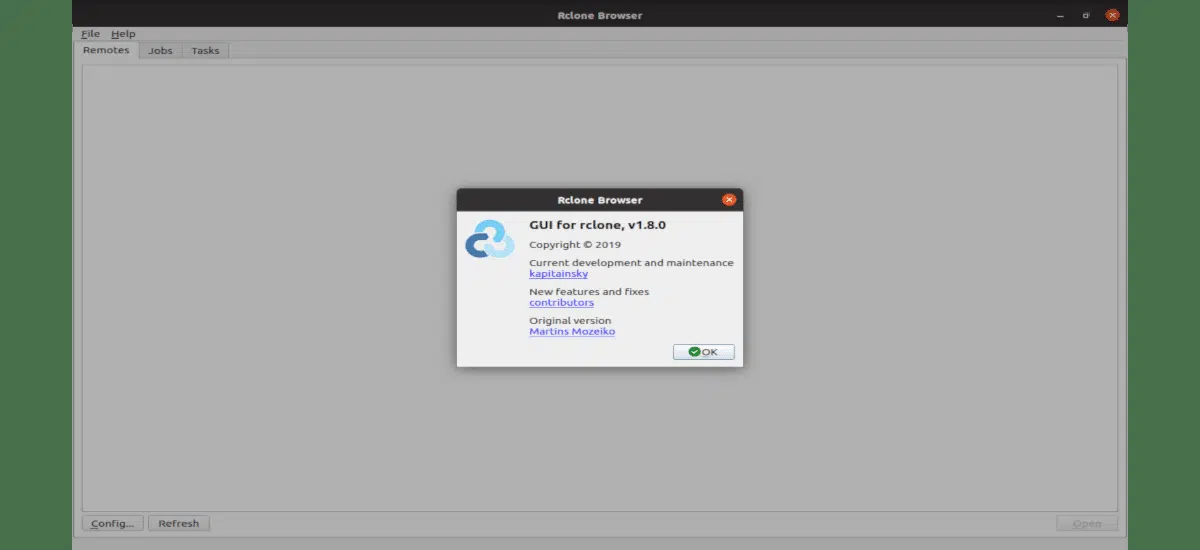 Rclone Browser
File Help
Remotes Jobs Tasks
Rclone Browser
GUI for rclone, v1.8.0
Copyright © 2019
Current development and maintenance
kapitainsky
New features and fixes
contributors
Original version
Martins Mozeiko
OK
Config... Refresh Open